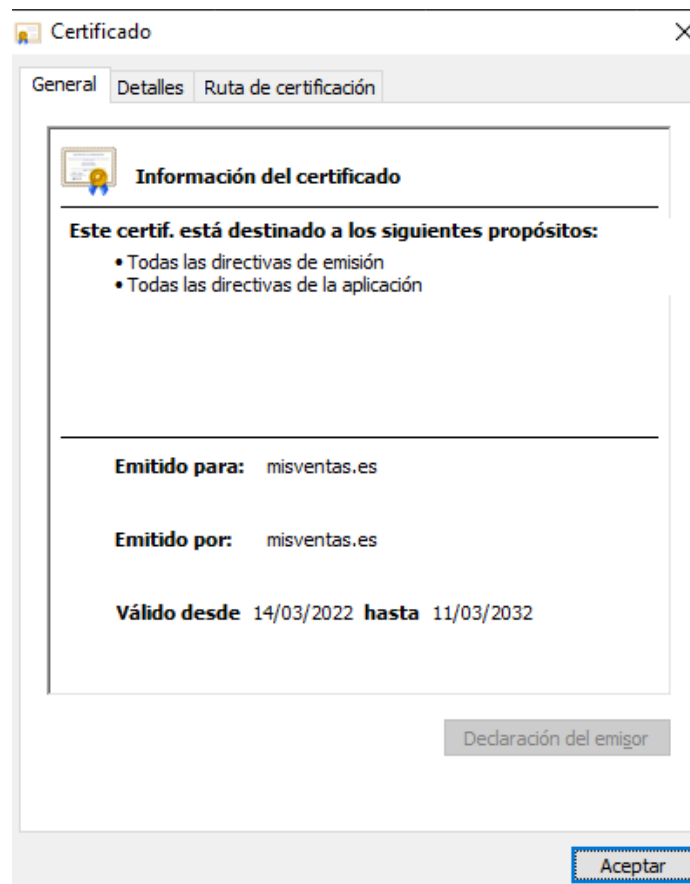 Certificado
General Detalles Ruta de certificación
Información del certificado
Este certif. está destinado a los siguientes propósitos:
• Todas las directivas de emisión
• Todas las directivas de la aplicación
Emitido para: misventas.es
Emitido por: misventas.es
Válido desde 14/03/2022 hasta 11/03/2032
Declaración del emisor
Aceptar